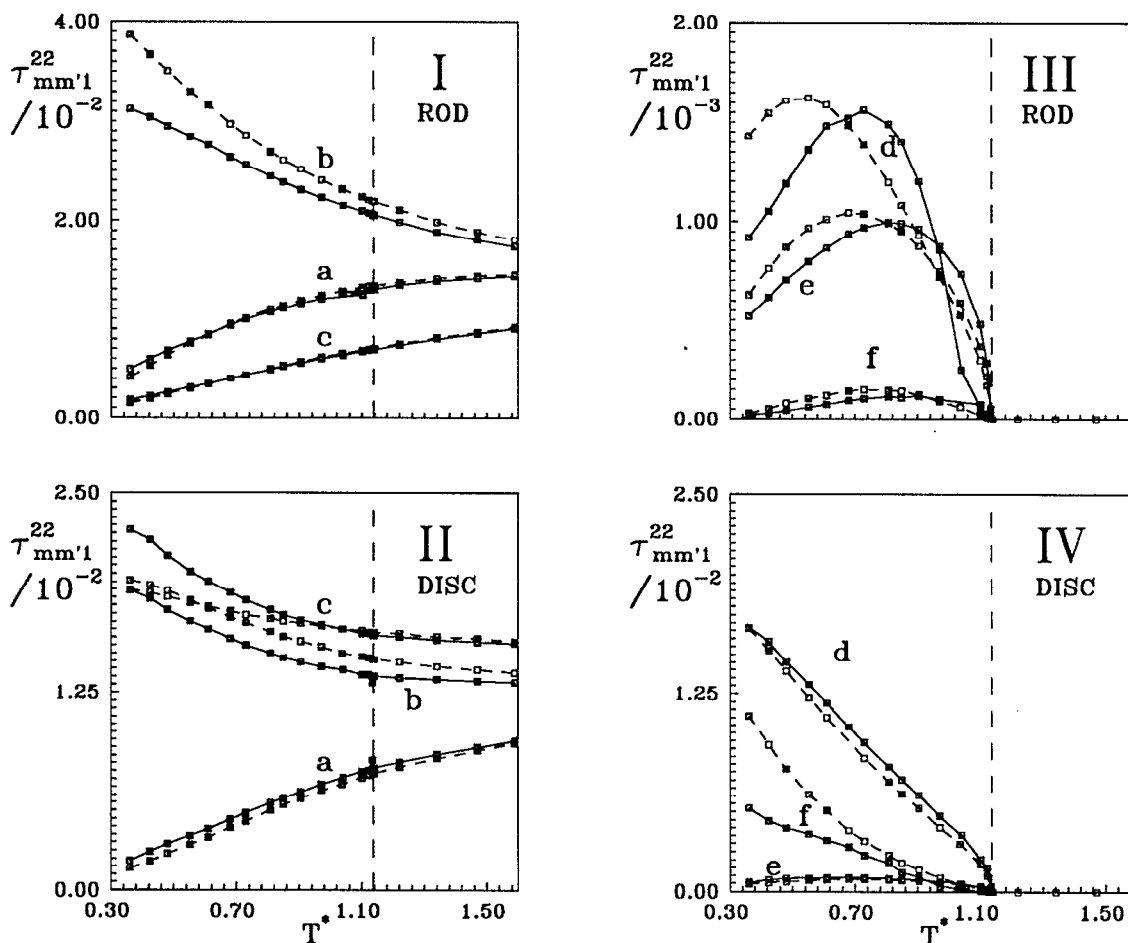 4.00
τ²²mm'1
/10⁻²
2.00
0.00
I
ROD
b
a
c
2.00
τ²²mm'1
/10⁻³
1.00
0.00
III
ROD
d
e
f
2.50
τ²²mm'1
/10⁻²
1.25
0.00
II
DISC
c
b
a
0.30 0.70 1.10 1.50
T*
2.50
τ²²mm'1
/10⁻²
1.25
0.00
IV
DISC
d
f
e
0.30 0.70 1.10 1.50
T*